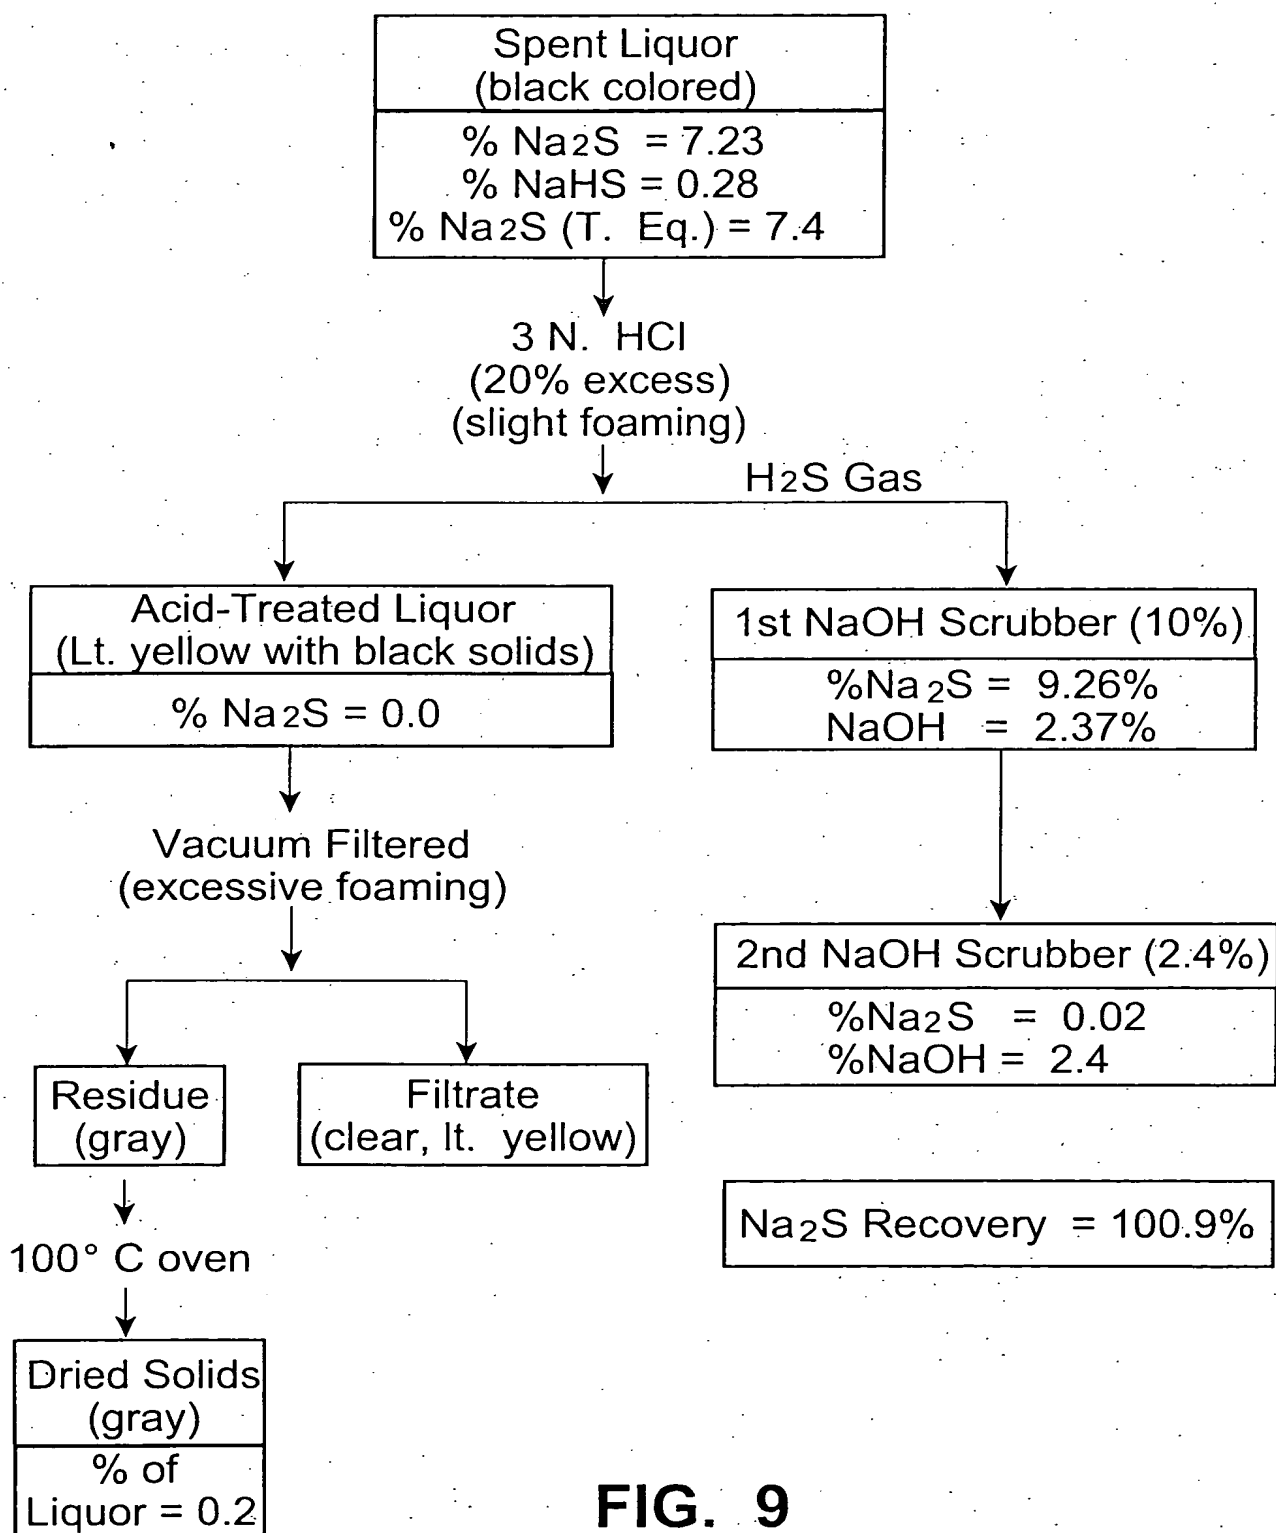 Spent Liquor
(black colored)
% Na2S = 7.23
% NaHS = 0.28
% Na2S (T. Eq.) = 7.4
3 N. HCl
(20% excess)
(slight foaming)
H2S Gas
Acid-Treated Liquor
(Lt. yellow with black solids)
% Na2S = 0.0
1st NaOH Scrubber (10%)
%Na2S = 9.26%
NaOH = 2.37%
Vacuum Filtered
(excessive foaming)
2nd NaOH Scrubber (2.4%)
%Na2S = 0.02
%NaOH = 2.4
Residue
(gray)
Filtrate
(clear, lt. yellow)
Na2S Recovery = 100.9%
100° C oven
Dried Solids
(gray)
% of
Liquor = 0.2
FIG. 9